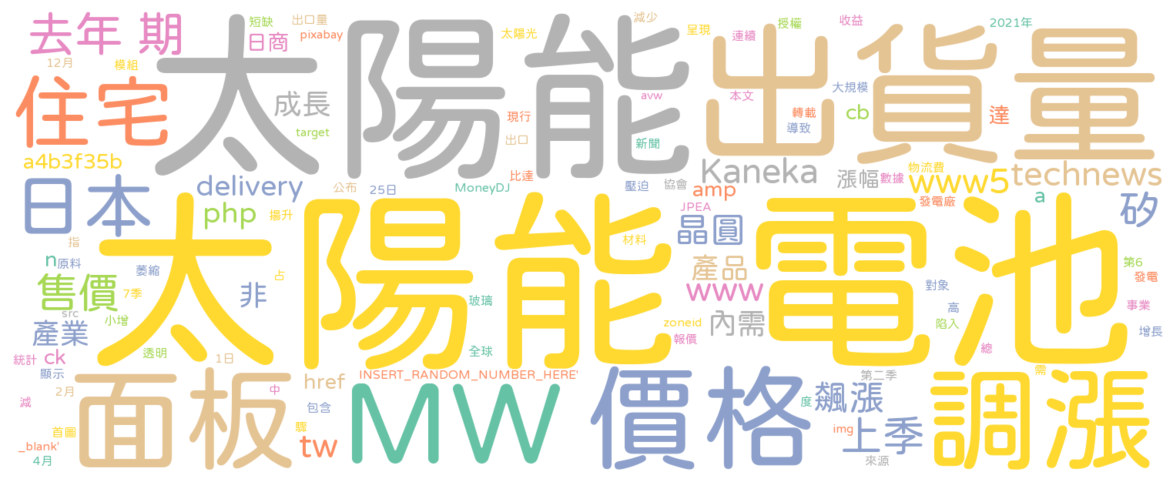 去年 期
短缺
出口量
pixabay
日商
太陽光
減少
呈現
連續
授權
收益
2021年
12月
模組
太陽能
出貨量
住宅
成長
target
avw
本文
新聞
現行
出口
大規模
轉載
導致
cb
達
a4b3f35b
比達
Kaneka
漲幅
數據
物流費
www5
technews
日本
delivery
公布
25日
MoneyDJ
壓迫
協會
amp
JPEA
發電廠
a
矽
php
揚升
太陽能電池
材料
晶圓
指
n
原料
萎縮
占
產品
www
對象
第6
發電
售價
7季
非
玻璃
src
小增
zoneid
內需
高
陷入
事業
增長
產業
報價
統計
ck
透明
1日
全球
總
顯示
2月
href
INSERT_RANDOM_NUMBER_HERE'
第二季
需
減
面板
中
包含
MW
價格
度
飆漲
調漲
首圖
膨
tw
img
上季
_blank'
4月
來源